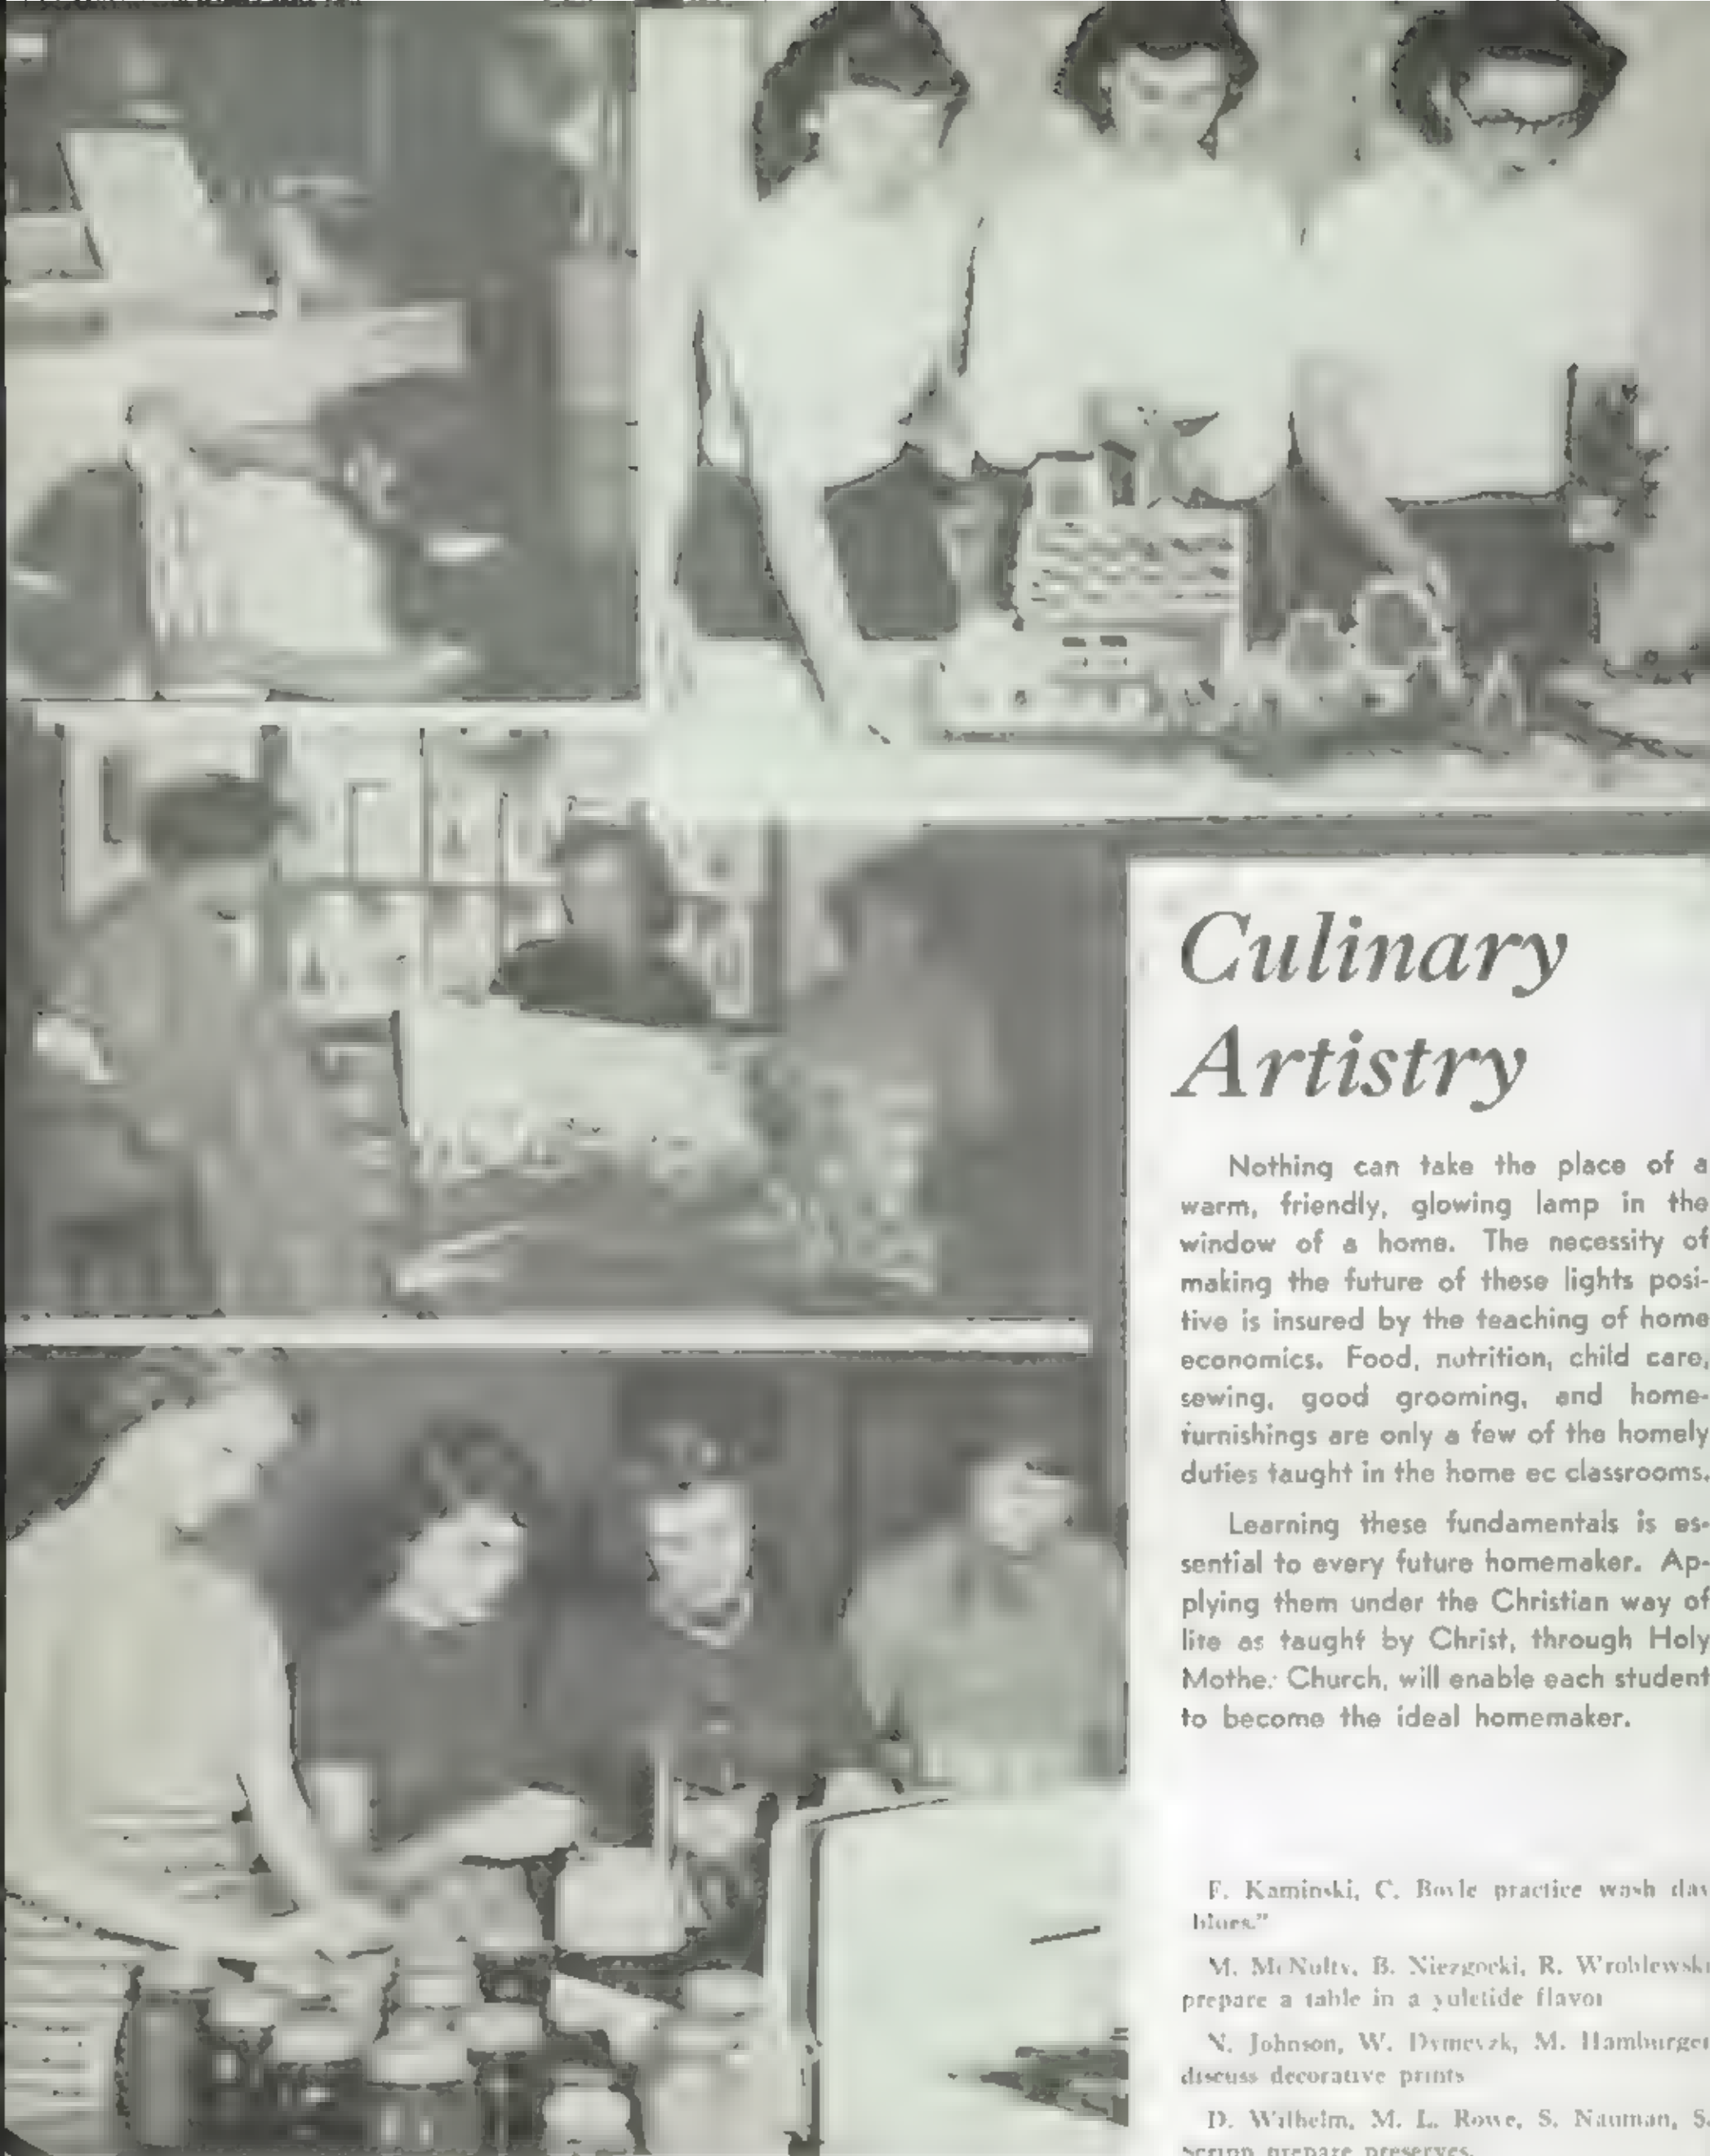 Culinary
Artistry
Nothing can take the place of a
warm, friendly, glowing lamp in the
window of a home. The necessity of
making the future of these lights posi-
tive is insured by the teaching of home
economics. Food, nutrition, child care,
sewing, good grooming, and home-
furnishings are only a few of the homely
duties taught in the home ec classrooms.
Learning these fundamentals is es-
sential to every future homemaker. Ap-
plying them under the Christian way of
life as taught by Christ, through Holy
Mother Church, will enable each student
to become the ideal homemaker.
F. Kaminski, C. Boyle practice wash day
blues."
M. McNulty, B. Niezgocki, R. Wroblewski
prepare a table in a yuletide flavor
N. Johnson, W. Dymczyk, M. Hamburger
discuss decorative prints
D. Wilhelm, M. L. Rowe, S. Nauman, S.
prepare preserves.